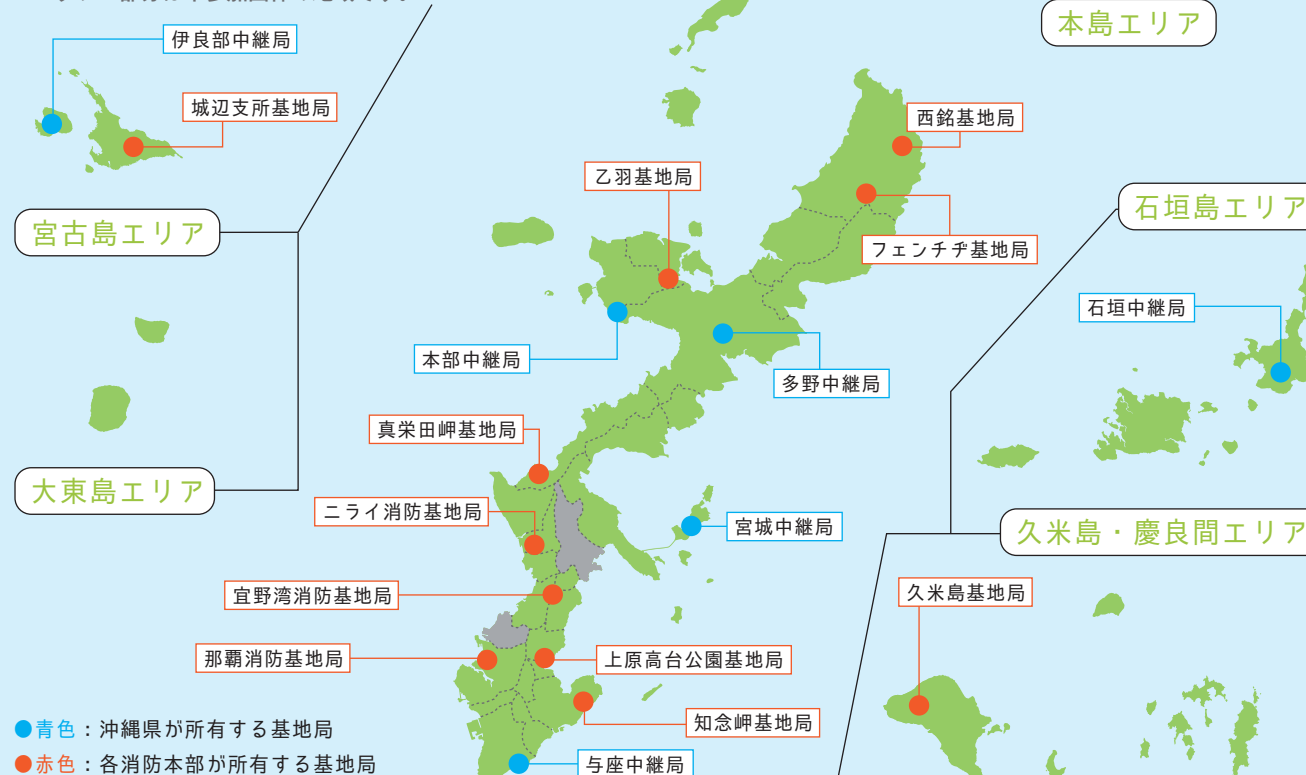 伊良部中継局
城辺支所基地局
宮古島エリア
大東島エリア
本島エリア
西銘基地局
乙羽基地局
フェンチヂ基地局
本部中継局
多野中継局
真栄田岬基地局
ニライ消防基地局
宮城中継局
宜野湾消防基地局
那覇消防基地局
上原高台公園基地局
知念岬基地局
与座中継局
石垣島エリア
石垣中継局
久米島・慶良間エリア
久米島基地局
●青色：沖縄県が所有する基地局
●赤色：各消防本部が所有する基地局